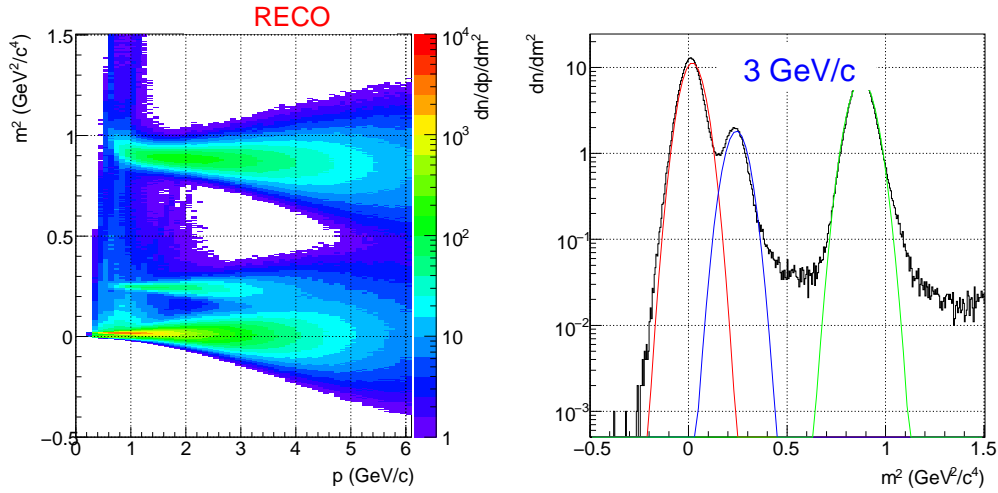 RECO
m² (GeV²/c⁴)
1.5
1
0.5
0
−0.5
0 1 2 3 4 5 6
p (GeV/c)
10⁴
10³
10²
10
1
dn/dp/dm²
dn/dm²
3 GeV/c
10
1
10⁻¹
10⁻²
10⁻³
−0.5 0 0.5 1 1.5
m² (GeV²/c⁴)